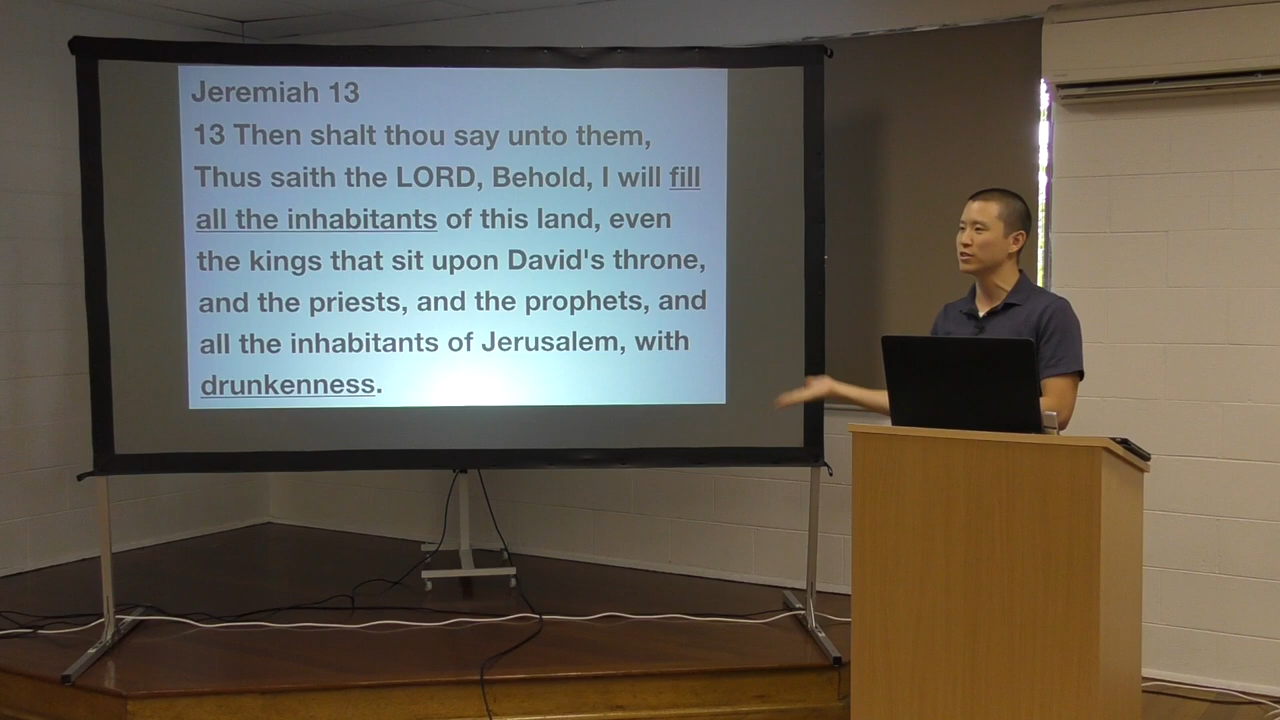 Jeremiah 13
13 Then shalt thou say unto them,
Thus saith the LORD, Behold, I will fill
all the inhabitants of this land, even
the kings that sit upon David's throne,
and the priests, and the prophets, and
all the inhabitants of Jerusalem, with
drunkenness.